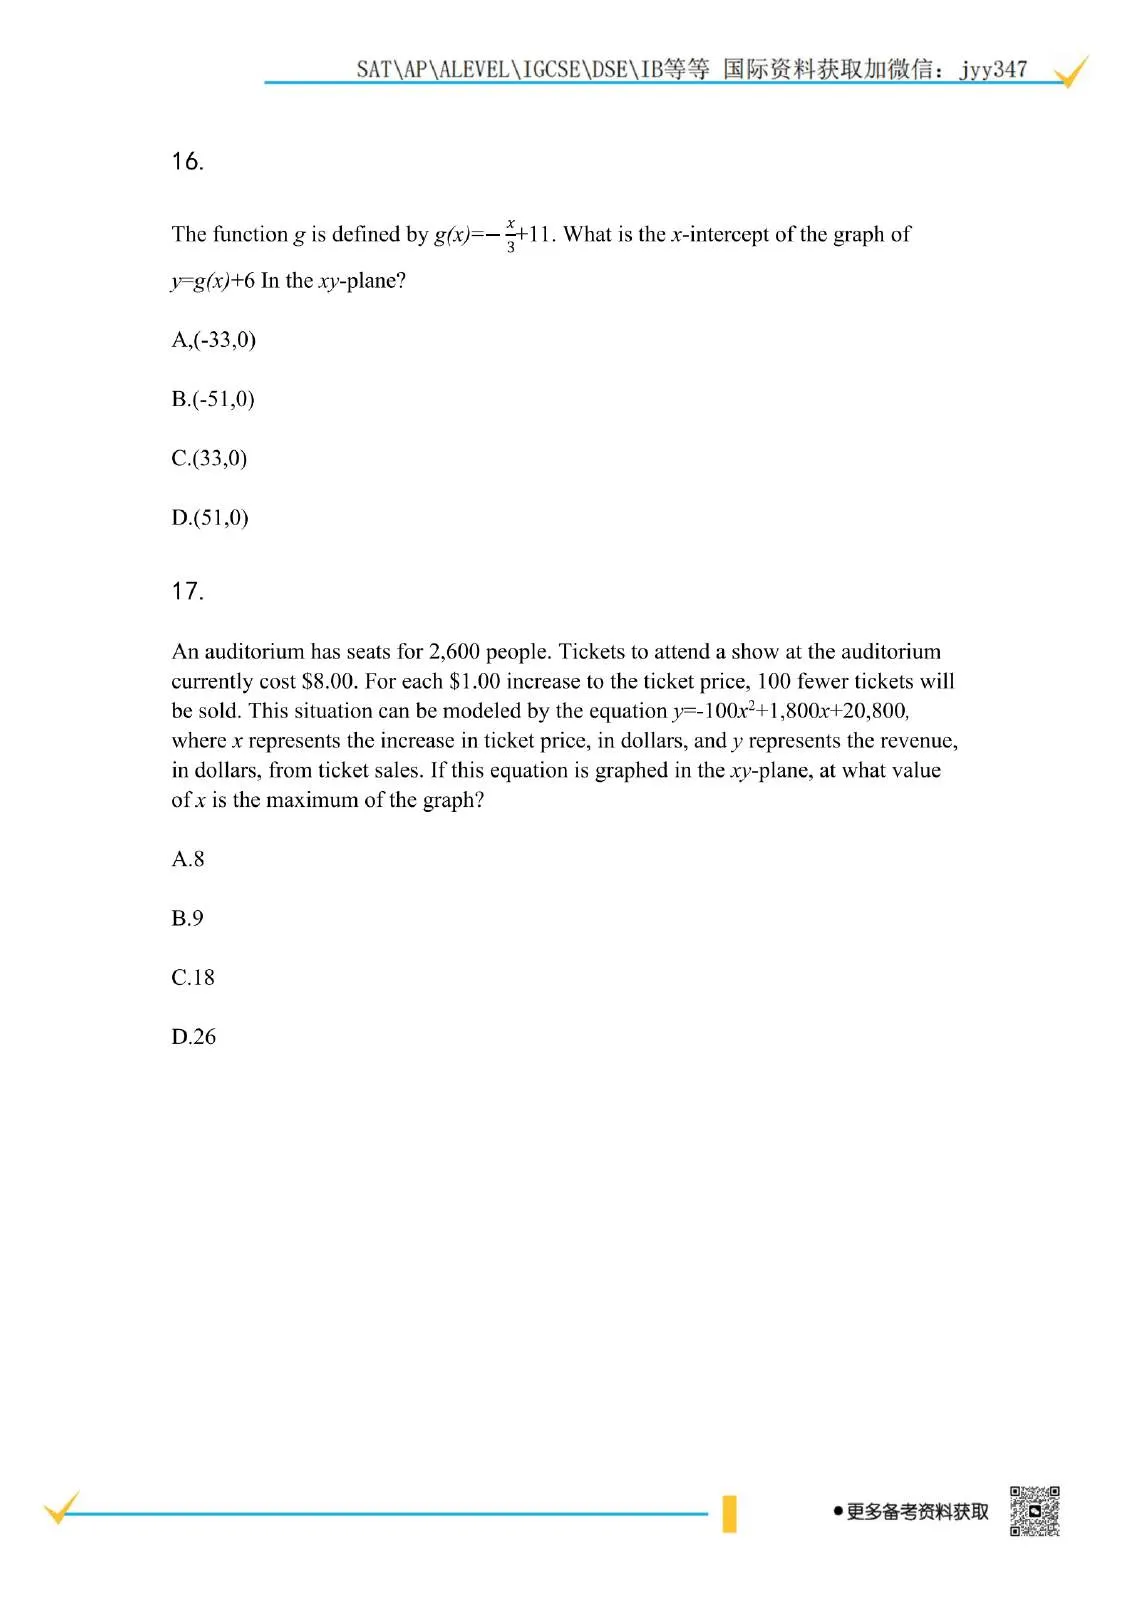 SAT\AP\ALEVEL\IGCSE\DSE\IB等等 国际资料获取加微信：jyy347
16.
The function g is defined by g(x)=−x/3+11. What is the x-intercept of the graph of
y=g(x)+6 In the xy-plane?
A,(-33,0)
B.(-51,0)
C.(33,0)
D.(51,0)
17.
An auditorium has seats for 2,600 people. Tickets to attend a show at the auditorium
currently cost $8.00. For each $1.00 increase to the ticket price, 100 fewer tickets will
be sold. This situation can be modeled by the equation y=-100x²+1,800x+20,800,
where x represents the increase in ticket price, in dollars, and y represents the revenue,
in dollars, from ticket sales. If this equation is graphed in the xy-plane, at what value
of x is the maximum of the graph?
A.8
B.9
C.18
D.26
●更多备考资料获取